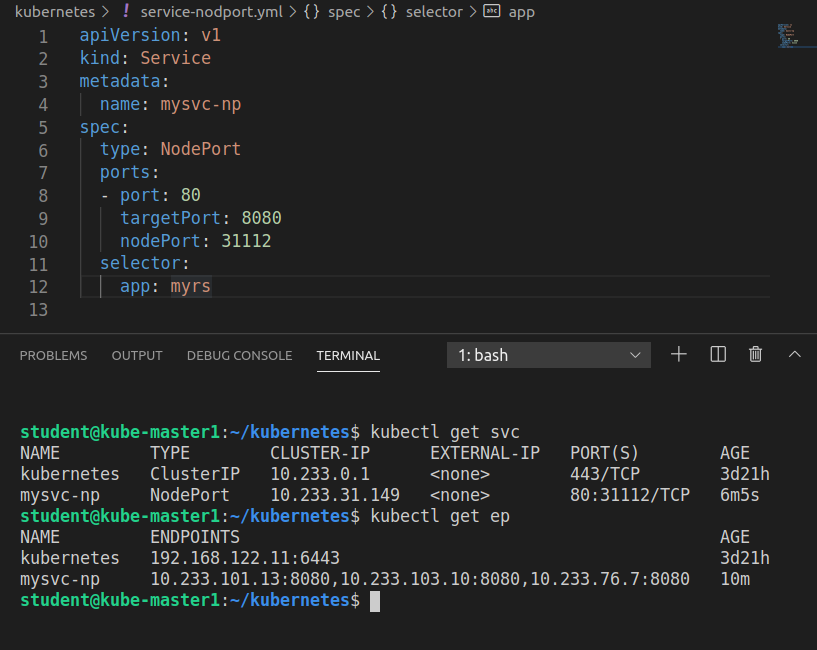 kubernetes > ! service-nodport.yml > {} spec > {} selector > abc app
1 apiVersion: v1
2 kind: Service
3 metadata:
4   name: mysvc-np
5 spec:
6   type: NodePort
7   ports:
8   - port: 80
9     targetPort: 8080
10     nodePort: 31112
11   selector:
12     app: myrs
13
PROBLEMS OUTPUT DEBUG CONSOLE TERMINAL 1: bash
student@kube-master1:~/kubernetes$ kubectl get svc
NAME         TYPE        CLUSTER-IP      EXTERNAL-IP   PORT(S)        AGE
kubernetes   ClusterIP   10.233.0.1      <none>        443/TCP        3d21h
mysvc-np     NodePort    10.233.31.149   <none>        80:31112/TCP   6m5s
student@kube-master1:~/kubernetes$ kubectl get ep
NAME         ENDPOINTS                                                AGE
kubernetes   192.168.122.11:6443                                      3d21h
mysvc-np     10.233.101.13:8080,10.233.103.10:8080,10.233.76.7:8080   10m
student@kube-master1:~/kubernetes$